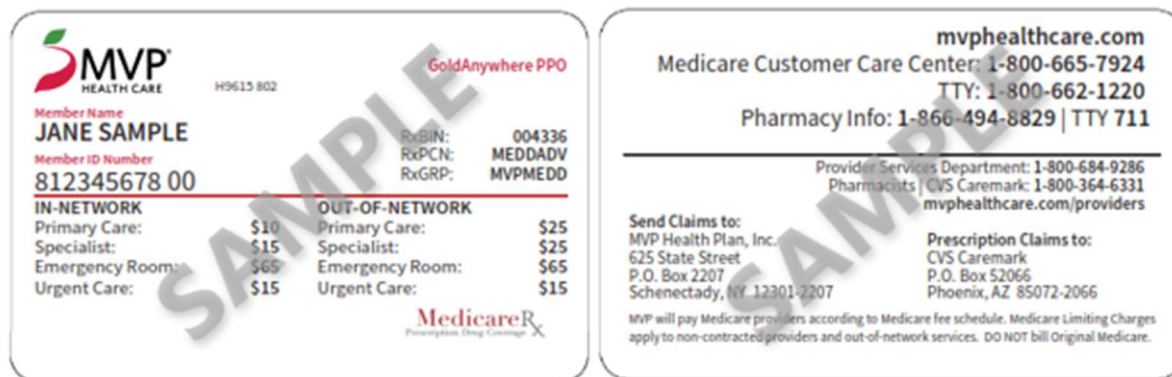 MVP®
HEALTH CARE
H9615 802
GoldAnywhere PPO
Member Name
JANE SAMPLE
Member ID Number
812345678 00
RxBIN: 004336
RxPCN: MEDDADV
RxGRP: MVPMEDD
IN-NETWORK
Primary Care: $10
Specialist: $15
Emergency Room: $65
Urgent Care: $15
OUT-OF-NETWORK
Primary Care: $25
Specialist: $25
Emergency Room: $65
Urgent Care: $15
MedicareRx
Prescription Drug Coverage
SAMPLE
mvphealthcare.com
Medicare Customer Care Center: 1-800-665-7924
TTY: 1-800-662-1220
Pharmacy Info: 1-866-494-8829 | TTY 711
Provider Services Department: 1-800-684-9286
Pharmacists | CVS Caremark: 1-800-364-6331
mvphealthcare.com/providers
Send Claims to:
MVP Health Plan, Inc.
625 State Street
P.O. Box 2207
Schenectady, NY 12301-2207
Prescription Claims to:
CVS Caremark
P.O. Box 52066
Phoenix, AZ 85072-2066
MVP will pay Medicare providers according to Medicare fee schedule. Medicare Limiting Charges
apply to non-contracted providers and out-of-network services. DO NOT bill Original Medicare.
SAMPLE